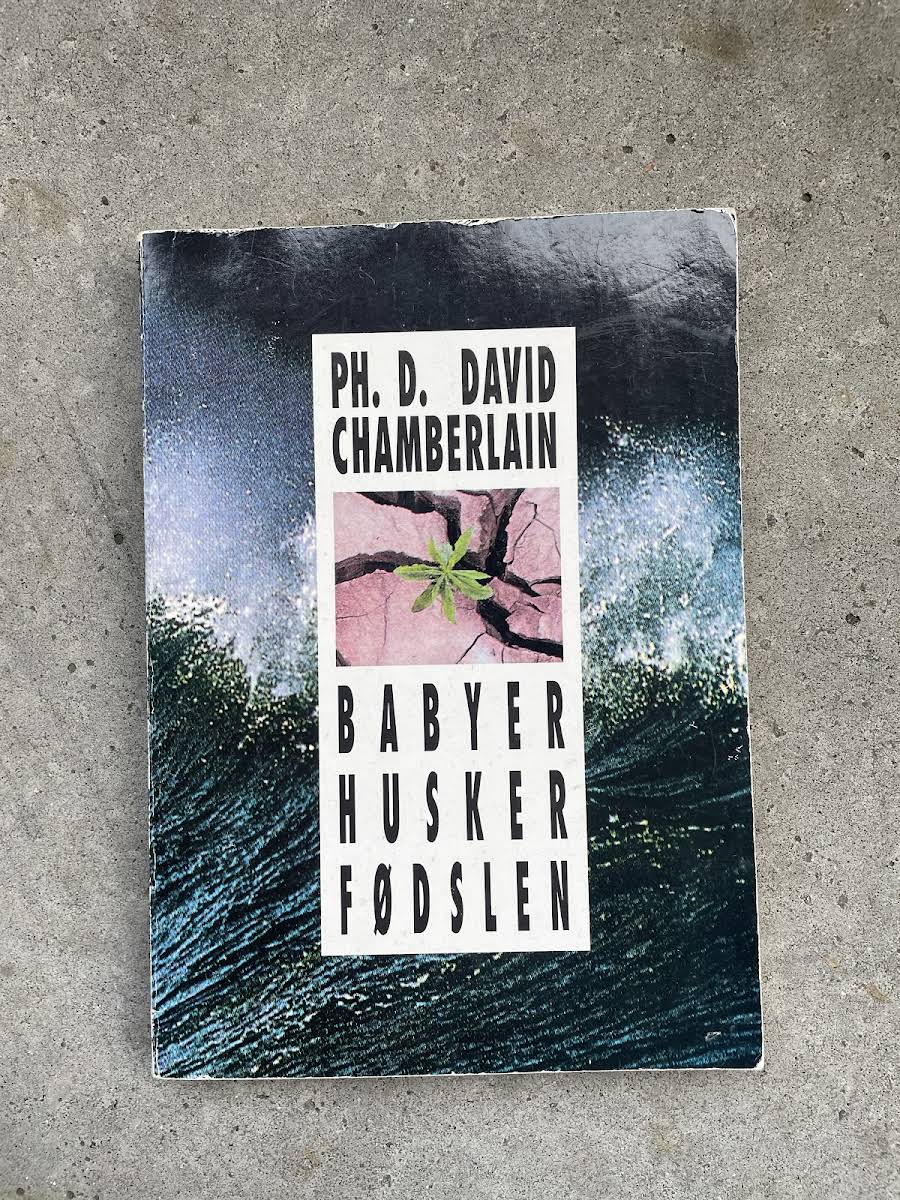 PH. D. DAVID
CHAMBERLAIN
BABYER
HUSKER
FØDSLEN